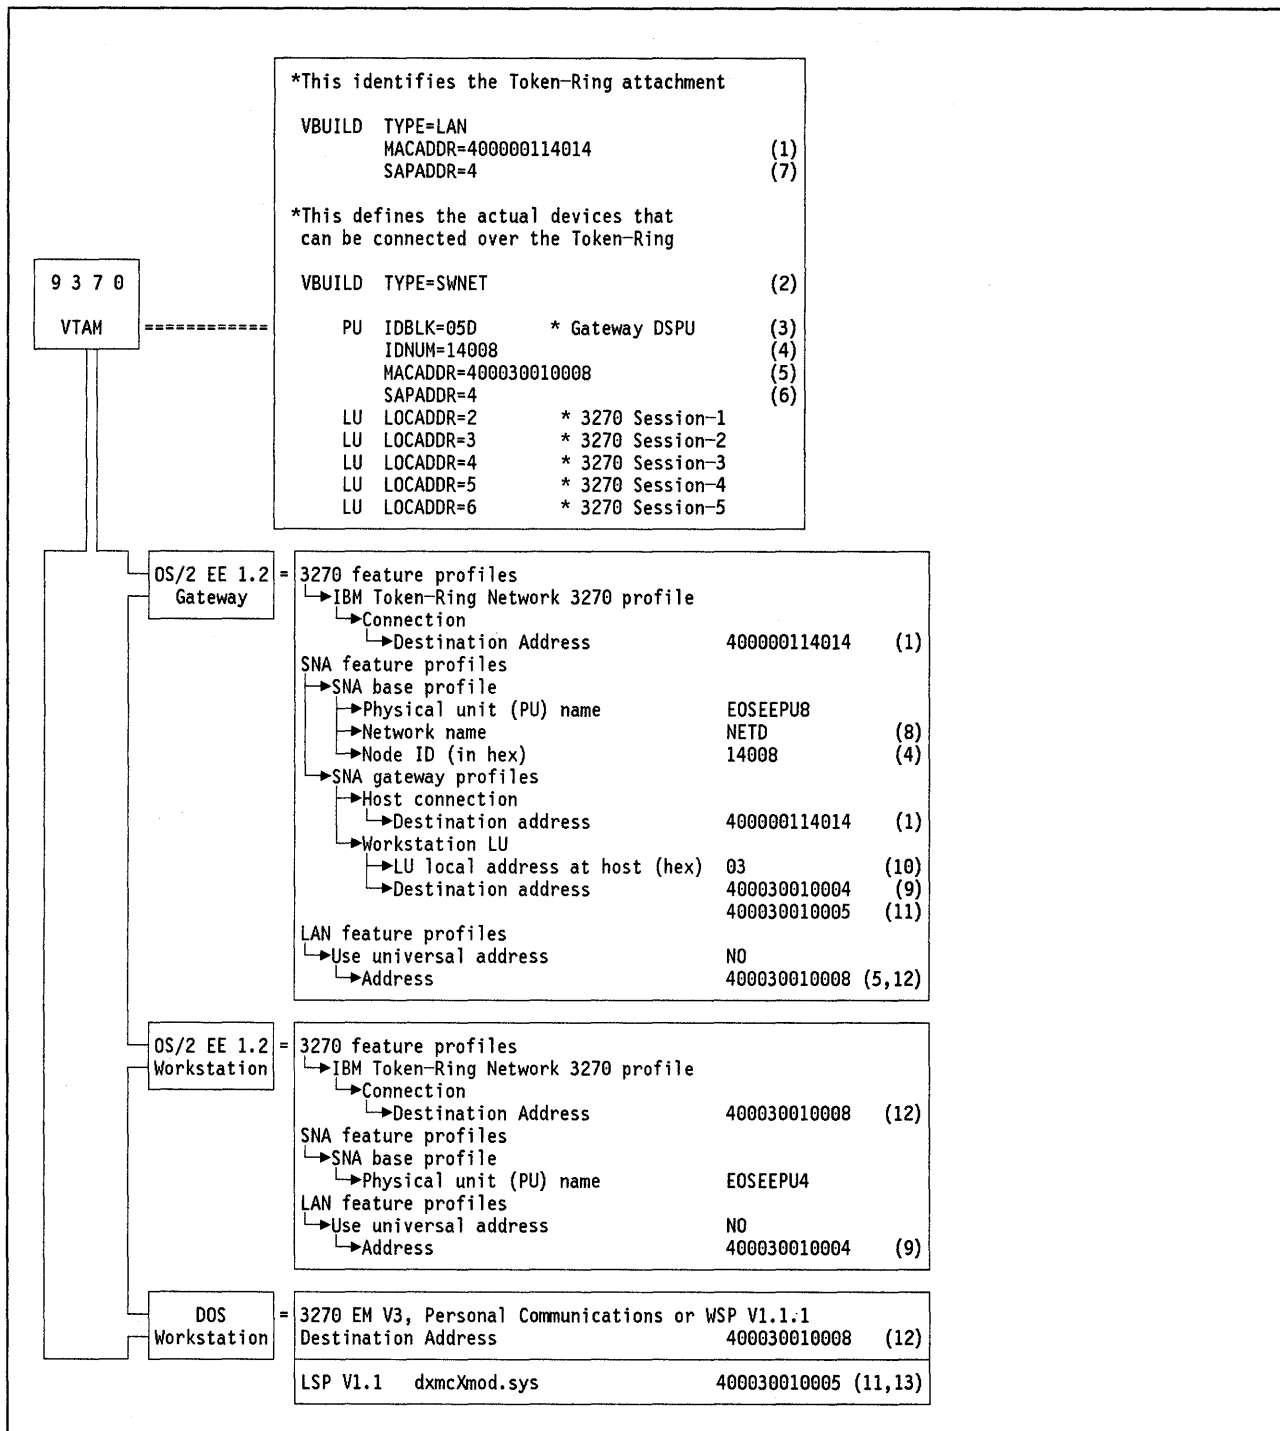 *This identifies the Token-Ring attachment
VBUILD TYPE=LAN
MACADDR=400000114014 (1)
SAPADDR=4 (7)
*This defines the actual devices that
can be connected over the Token-Ring
VBUILD TYPE=SWNET (2)
9 3 7 0
VTAM ============
PU IDBLK=05D * Gateway DSPU (3)
IDNUM=14008 (4)
MACADDR=400030010008 (5)
SAPADDR=4 (6)
LU LOCADDR=2 * 3270 Session-1
LU LOCADDR=3 * 3270 Session-2
LU LOCADDR=4 * 3270 Session-3
LU LOCADDR=5 * 3270 Session-4
LU LOCADDR=6 * 3270 Session-5
OS/2 EE 1.2 =
Gateway
3270 feature profiles
IBM Token-Ring Network 3270 profile
Connection
Destination Address 400000114014 (1)
SNA feature profiles
SNA base profile
Physical unit (PU) name EOSEEPU8
Network name NETD (8)
Node ID (in hex) 14008 (4)
SNA gateway profiles
Host connection
Destination address 400000114014 (1)
Workstation LU
LU local address at host (hex) 03 (10)
Destination address 400030010004 (9)
400030010005 (11)
LAN feature profiles
Use universal address NO
Address 400030010008 (5,12)
OS/2 EE 1.2 =
Workstation
3270 feature profiles
IBM Token-Ring Network 3270 profile
Connection
Destination Address 400030010008 (12)
SNA feature profiles
SNA base profile
Physical unit (PU) name EOSEEPU4
LAN feature profiles
Use universal address NO
Address 400030010004 (9)
DOS =
Workstation
3270 EM V3, Personal Communications or WSP V1.1.1
Destination Address 400030010008 (12)
LSP V1.1 dxmcXmod.sys 400030010005 (11,13)